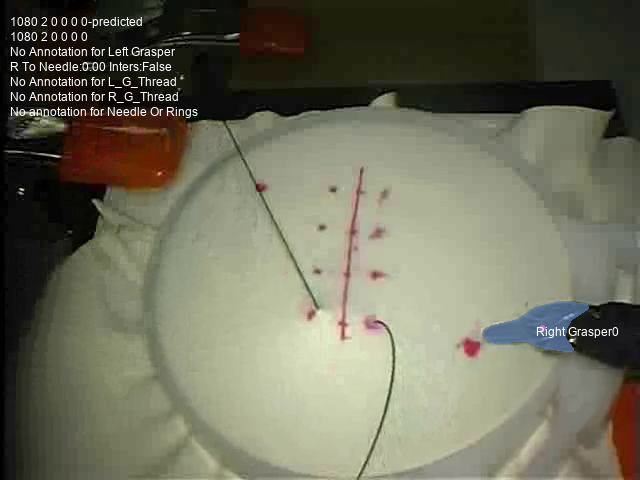 1080 2 0 0 0 0-predicted
1080 2 0 0 0 0
No Annotation for Left Grasper
R To Needle:0.00 Inters:False
No Annotation for L_G_Thread
No Annotation for R_G_Thread
No annotation for Needle Or Rings
Right Grasper0